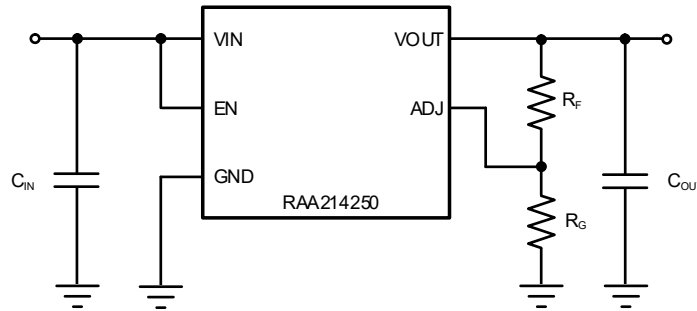 VIN
VOUT
EN
ADJ
R_F
GND
C_IN
C_OU
RAA214250
R_G